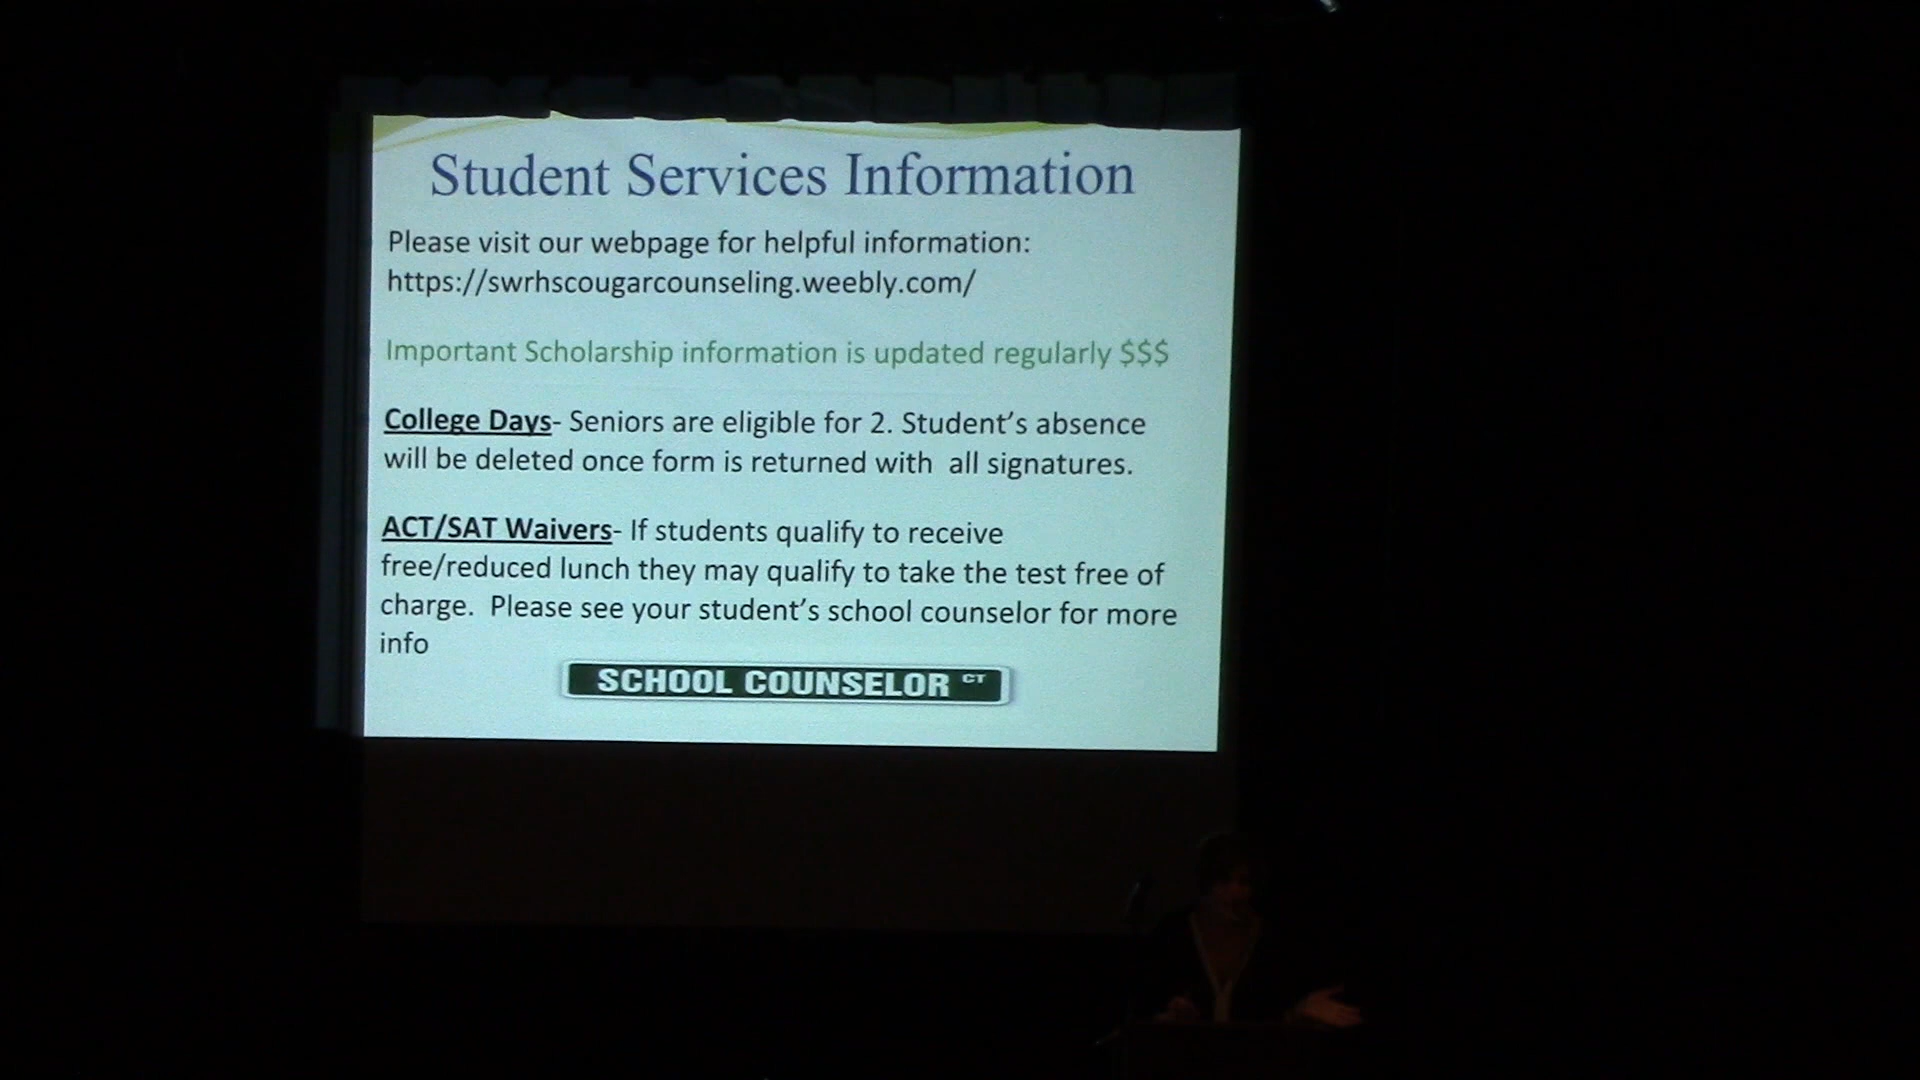 Student Services Information
Please visit our webpage for helpful information:
https://swrhscougarcounseling.weebly.com/
Important Scholarship information is updated regularly $$$
College Days- Seniors are eligible for 2. Student's absence
will be deleted once form is returned with  all signatures.
ACT/SAT Waivers- If students qualify to receive
free/reduced lunch they may qualify to take the test free of
charge.  Please see your student's school counselor for more
info
SCHOOL COUNSELOR CT